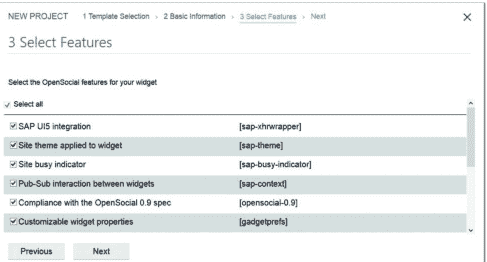 NEW PROJECT 1 Template Selection › 2 Basic Information › 3 Select Features › Next
3 Select Features
Select the OpenSocial features for your widget
Select all
SAP UI5 integration [sap-xhrwrapper]
Site theme applied to widget [sap-theme]
Site busy indicator [sap-busy-indicator]
Pub-Sub interaction between widgets [sap-context]
Compliance with the OpenSocial 0.9 spec [opensocial-0.9]
Customizable widget properties [gadgetprefs]
Previous Next